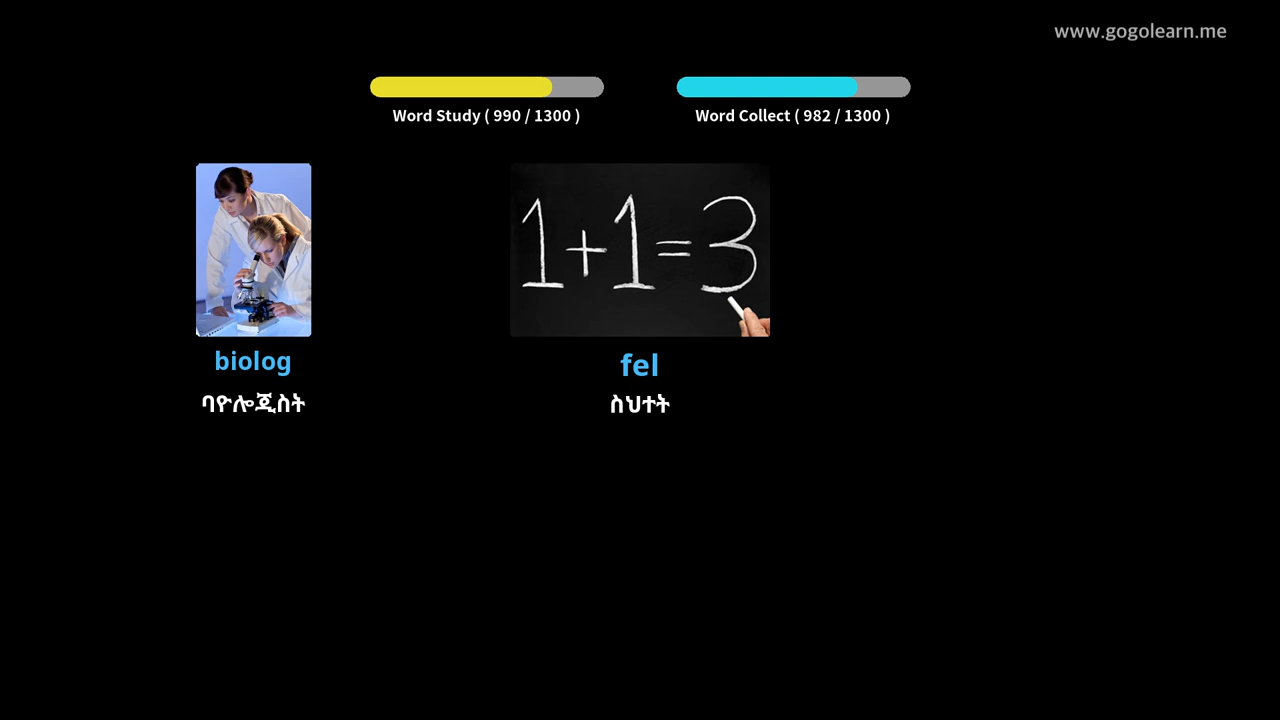 www.gogolearn.me
Word Study ( 990 / 1300 )
Word Collect ( 982 / 1300 )
1+1=3
biolog
fel
ባዮሎጂስት
ስህተት